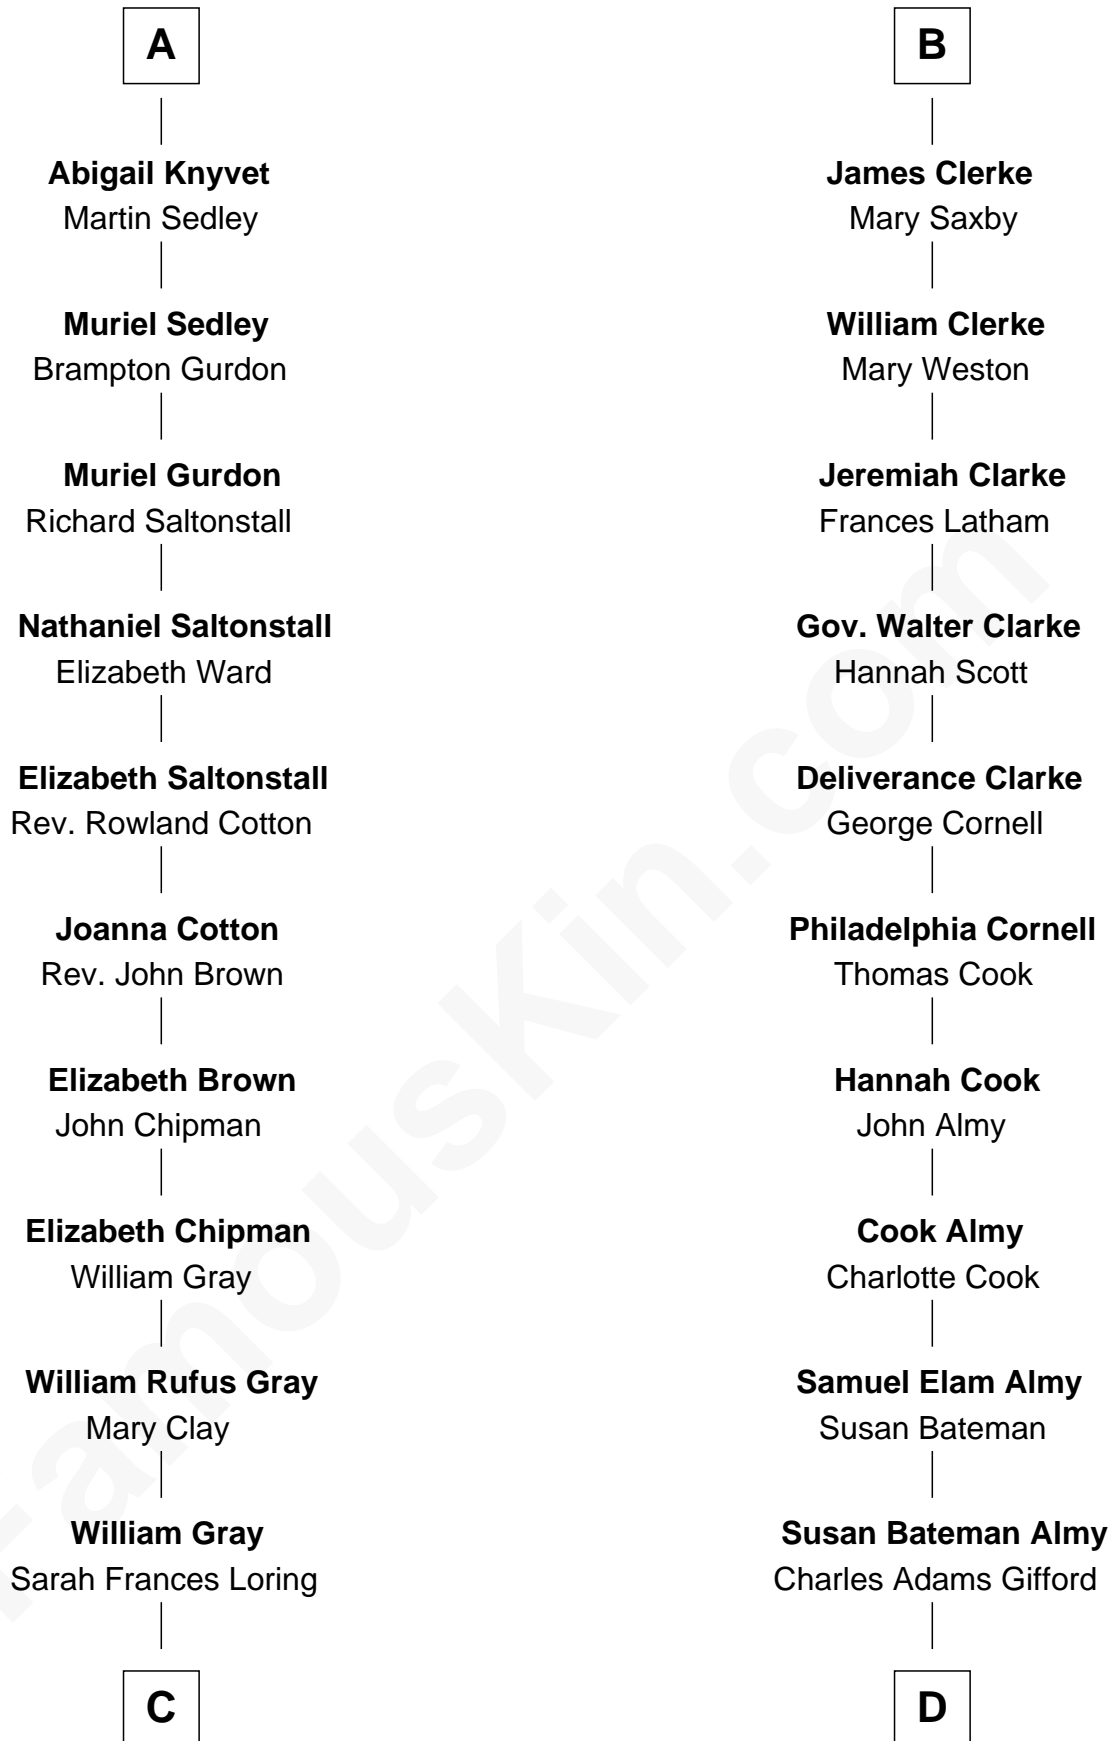 A
Abigail Knyvet
Martin Sedley
Muriel Sedley
Brampton Gurdon
Muriel Gurdon
Richard Saltonstall
Nathaniel Saltonstall
Elizabeth Ward
Elizabeth Saltonstall
Rev. Rowland Cotton
Joanna Cotton
Rev. John Brown
Elizabeth Brown
John Chipman
Elizabeth Chipman
William Gray
William Rufus Gray
Mary Clay
William Gray
Sarah Frances Loring
C
B
James Clerke
Mary Saxby
William Clerke
Mary Weston
Jeremiah Clarke
Frances Latham
Gov. Walter Clarke
Hannah Scott
Deliverance Clarke
George Cornell
Philadelphia Cornell
Thomas Cook
Hannah Cook
John Almy
Cook Almy
Charlotte Cook
Samuel Elam Almy
Susan Bateman
Susan Bateman Almy
Charles Adams Gifford
D
FamousKin.com